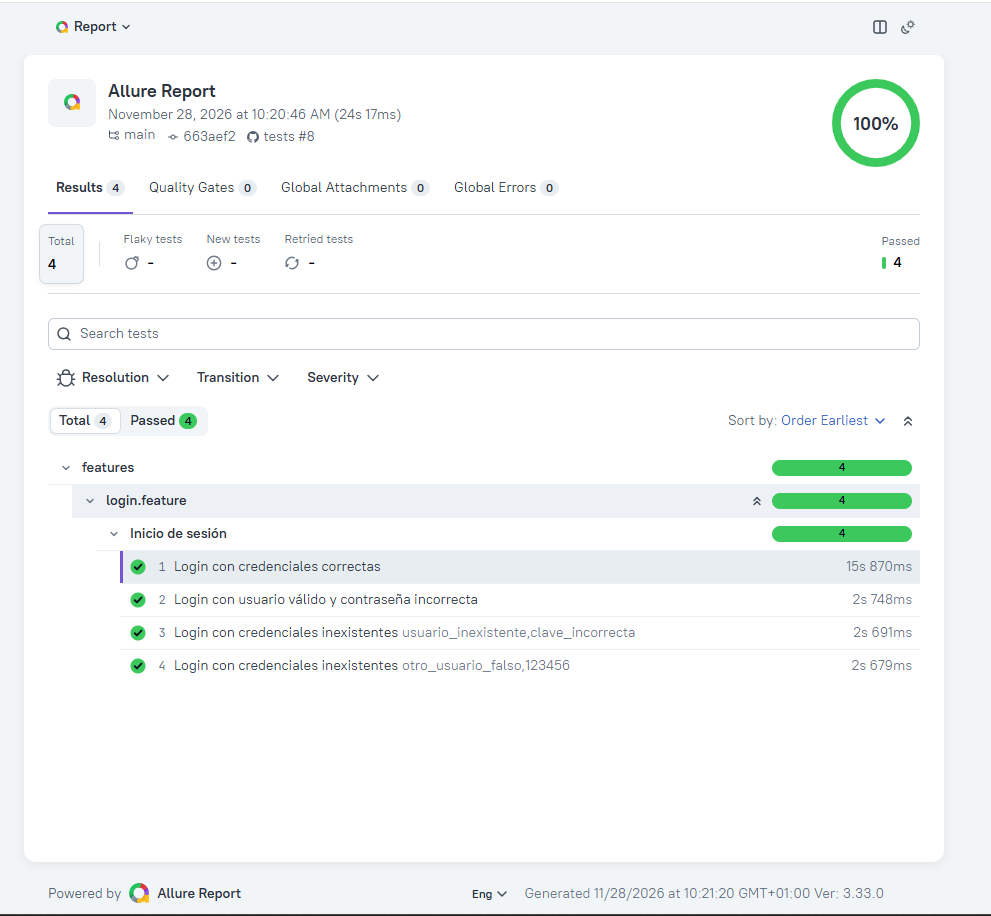 Report
Allure Report
November 28, 2026 at 10:20:46 AM (24s 17ms)
main 663aef2 tests #8
100%
Results 4 Quality Gates 0 Global Attachments 0 Global Errors 0
Total Flaky tests New tests Retried tests Passed
4 - - - 4
Search tests
Resolution Transition Severity
Total 4 Passed 4 Sort by: Order Earliest
features 4
login.feature 4
Inicio de sesión 4
1 Login con credenciales correctas 15s 870ms
2 Login con usuario válido y contraseña incorrecta 2s 748ms
3 Login con credenciales inexistentes usuario_inexistente,clave_incorrecta 2s 691ms
4 Login con credenciales inexistentes otro_usuario_falso,123456 2s 679ms
Powered by Allure Report Eng Generated 11/28/2026 at 10:21:20 GMT+01:00 Ver: 3.33.0